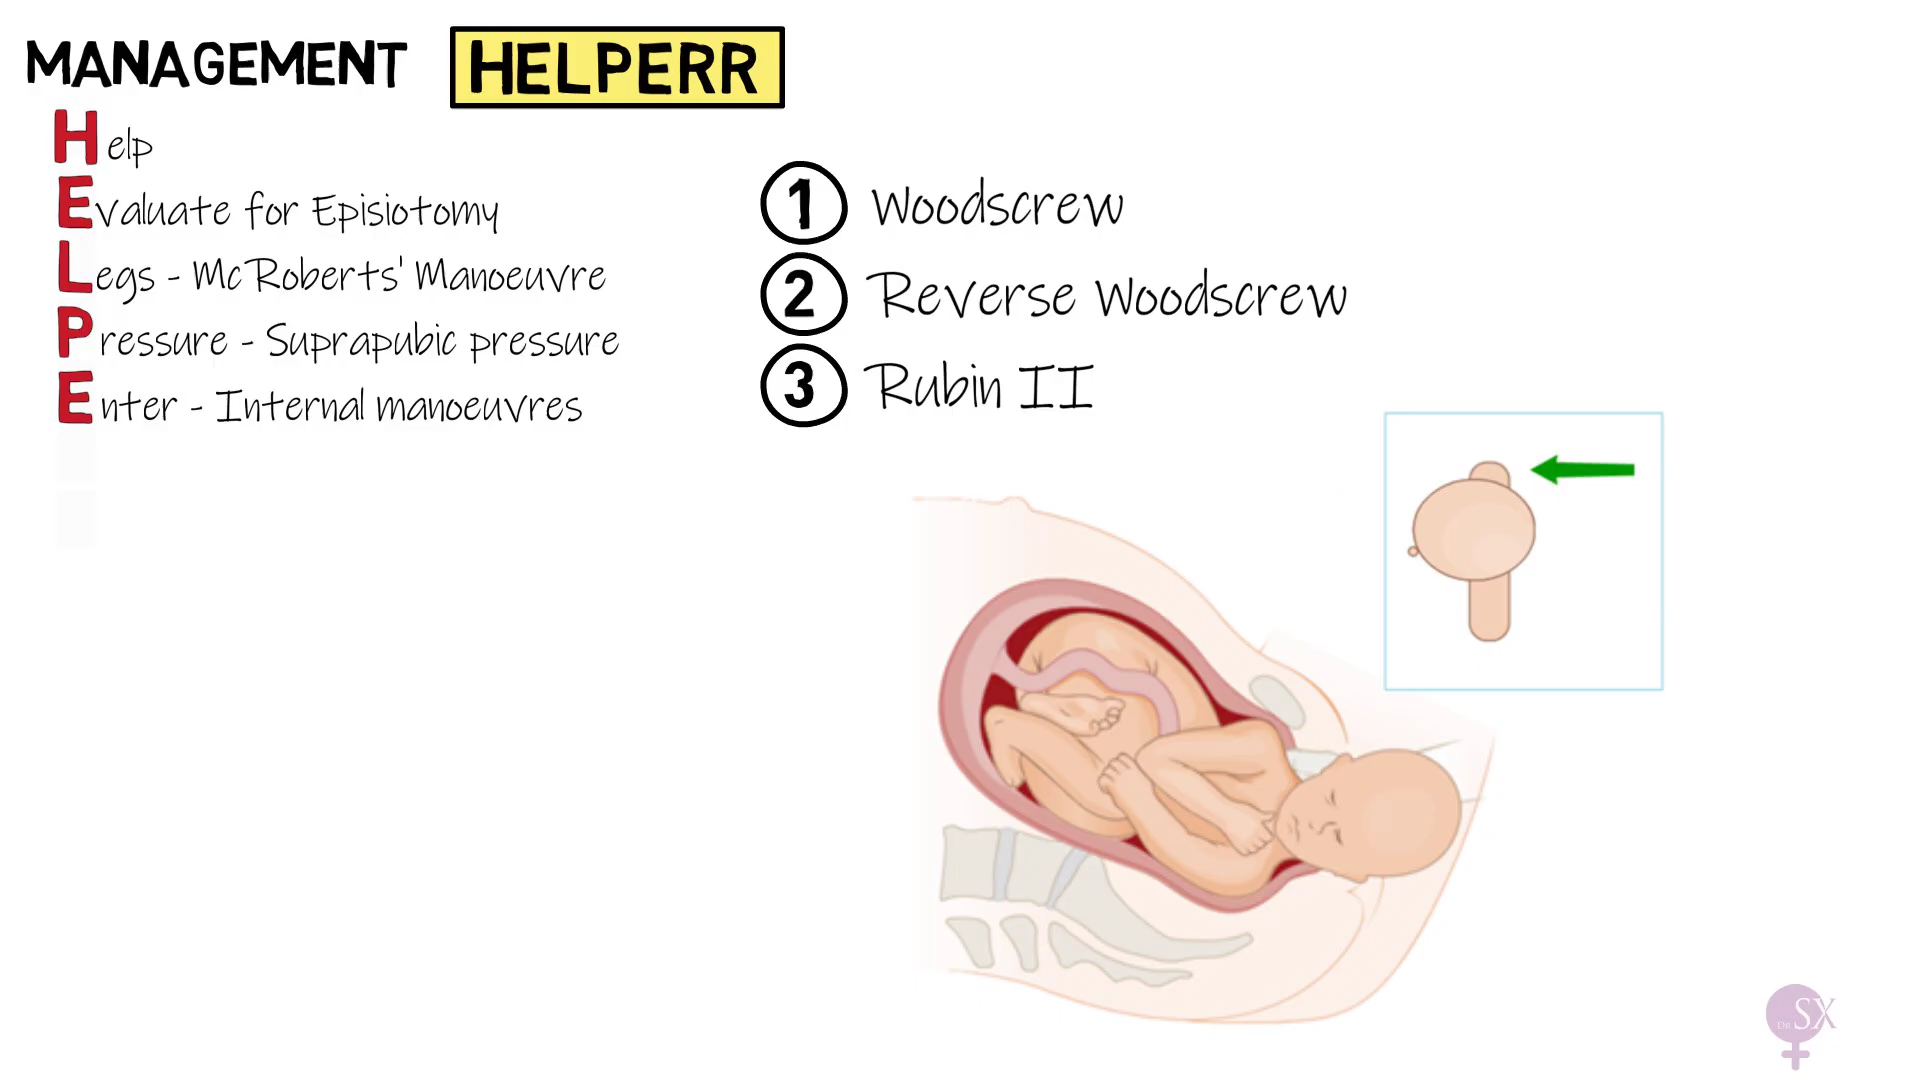 MANAGEMENT HELPERR
Help
Evaluate for Episiotomy
Legs - McRoberts' Manoeuvre
Pressure - Suprapubic pressure
Enter - Internal manoeuvres
1 Woodscrew
2 Reverse Woodscrew
3 Rubin II
DR SX